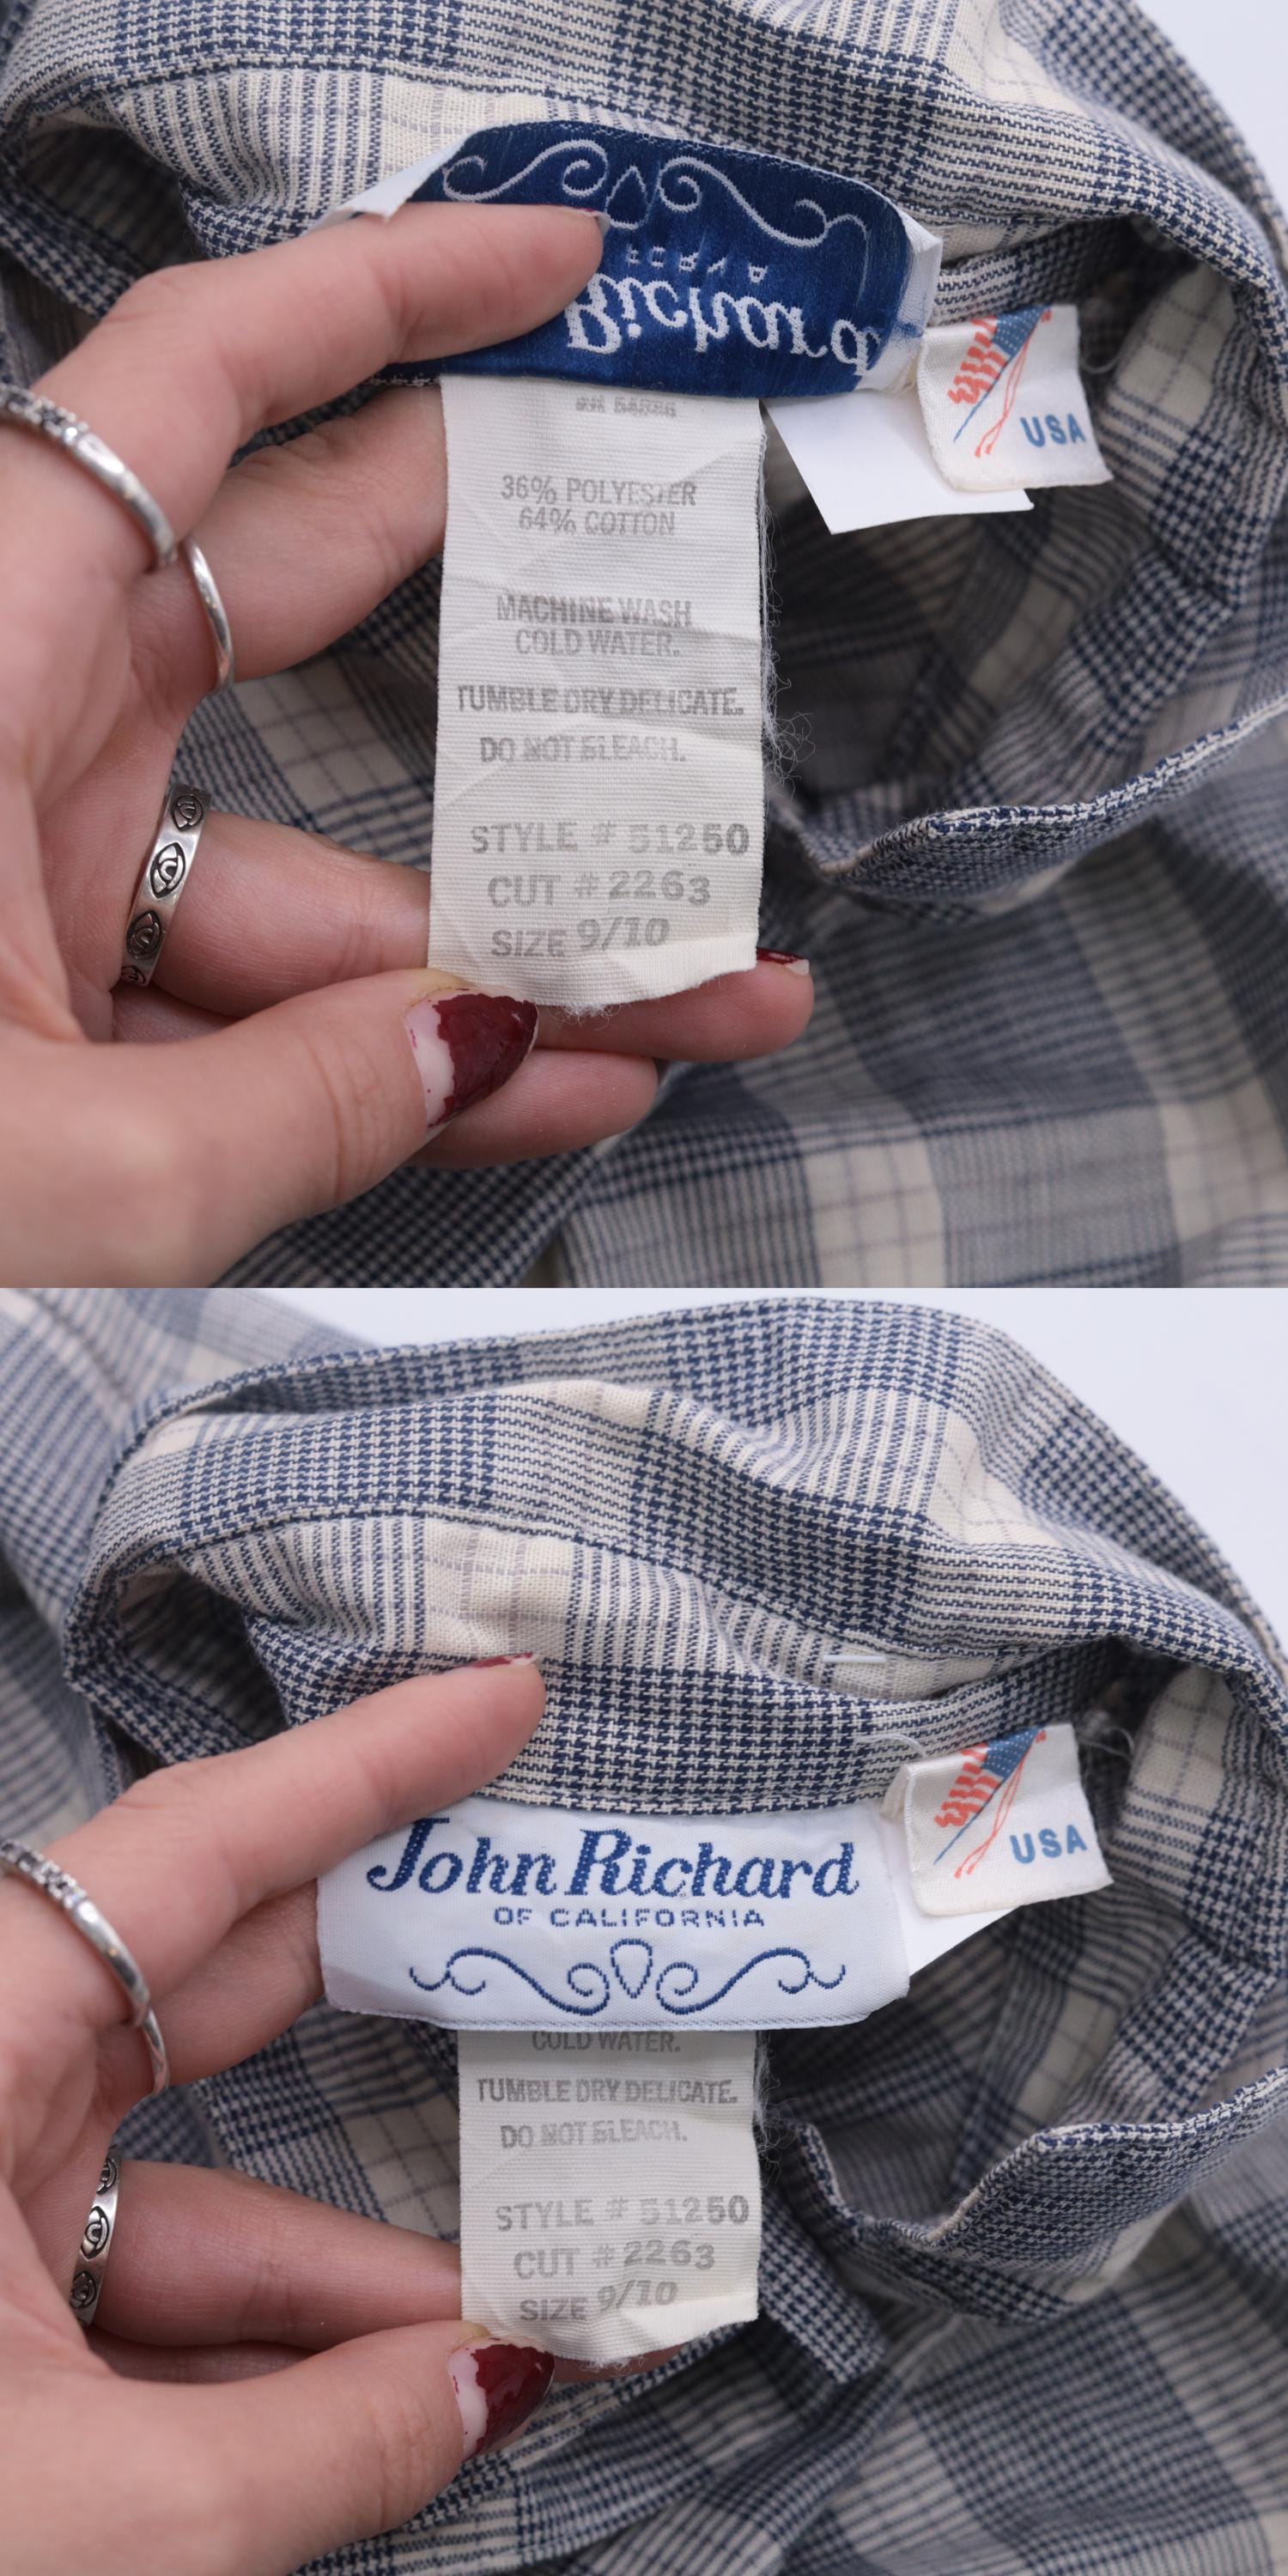 Richard
USA
36% POLYESTER
64% COTTON
MACHINE WASH
COLD WATER.
TUMBLE DRY DELICATE.
DO NOT BLEACH.
STYLE # 51250
CUT # 2263
SIZE 9/10
John Richard
OF CALIFORNIA
USA
COLD WATER.
TUMBLE DRY DELICATE.
DO NOT BLEACH.
STYLE # 51250
CUT # 2263
SIZE 9/10